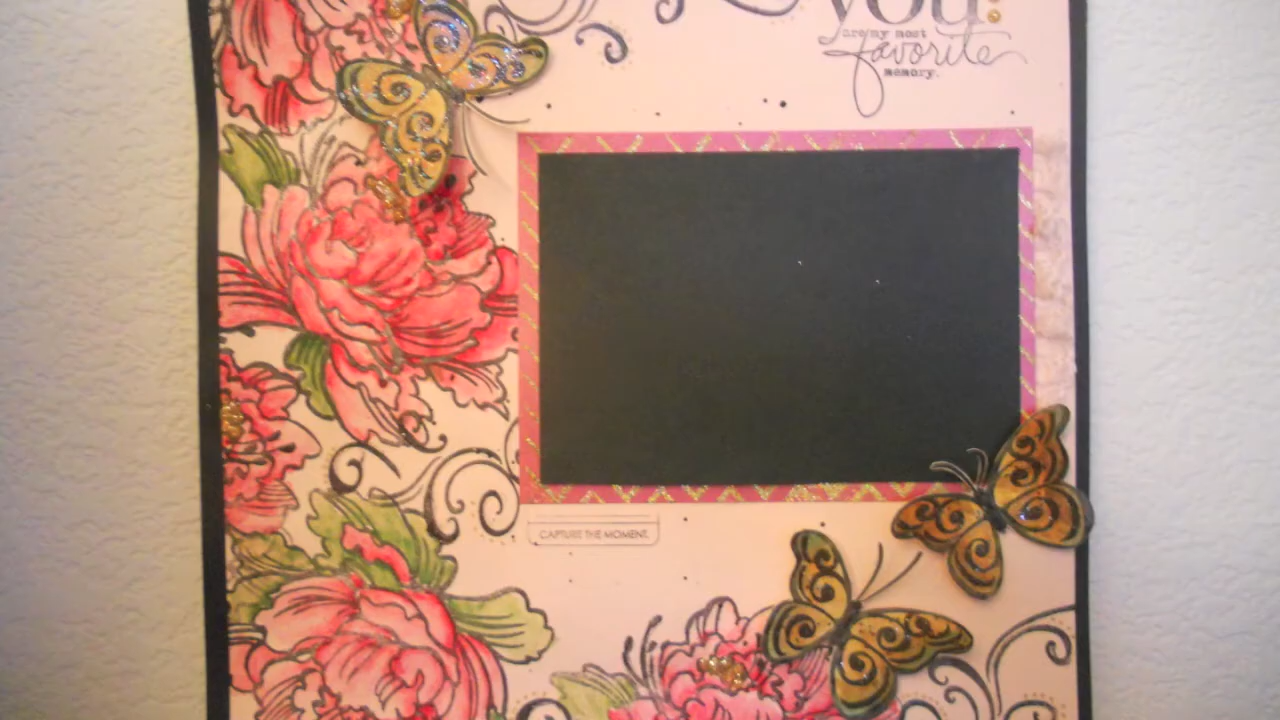 you:
are my most
favorite
memory.
CAPTURE THE MOMENT.